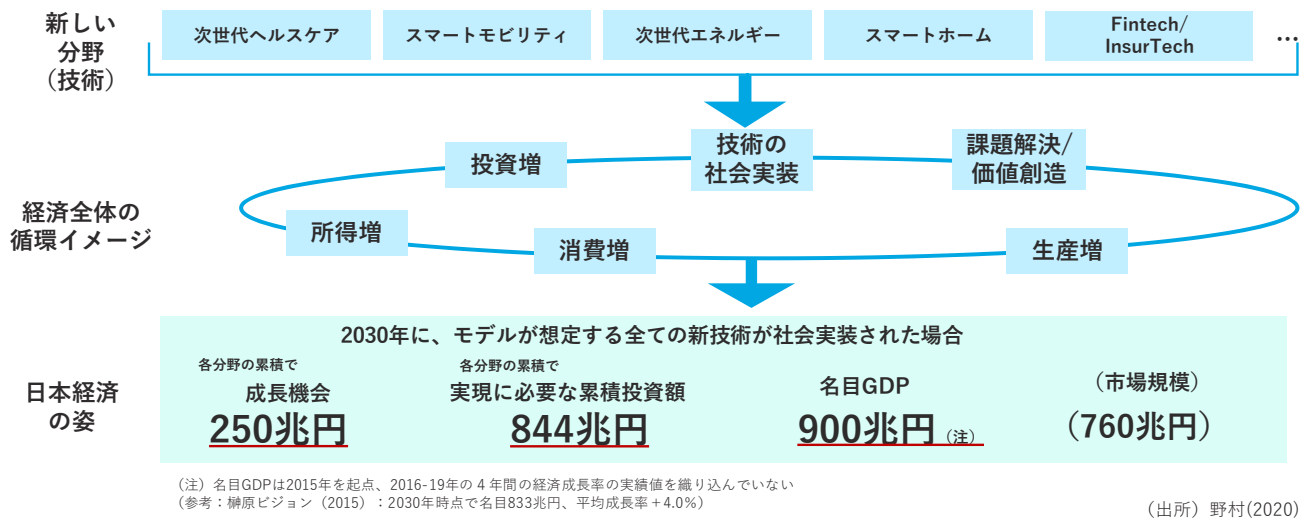 新しい
分野
（技術）
次世代ヘルスケア
スマートモビリティ
次世代エネルギー
スマートホーム
Fintech/
InsurTech
…
経済全体の
循環イメージ
投資増
技術の
社会実装
課題解決/
価値創造
所得増
消費増
生産増
日本経済
の姿
2030年に、モデルが想定する全ての新技術が社会実装された場合
各分野の累積で
成長機会
250兆円
各分野の累積で
実現に必要な累積投資額
844兆円
名目GDP
900兆円（注）
（市場規模）
（760兆円）
（注）名目GDPは2015年を起点、2016-19年の４年間の経済成長率の実績値を織り込んでいない
（参考：榊原ビジョン（2015）：2030年時点で名目833兆円、平均成長率＋4.0%）
（出所）野村(2020)